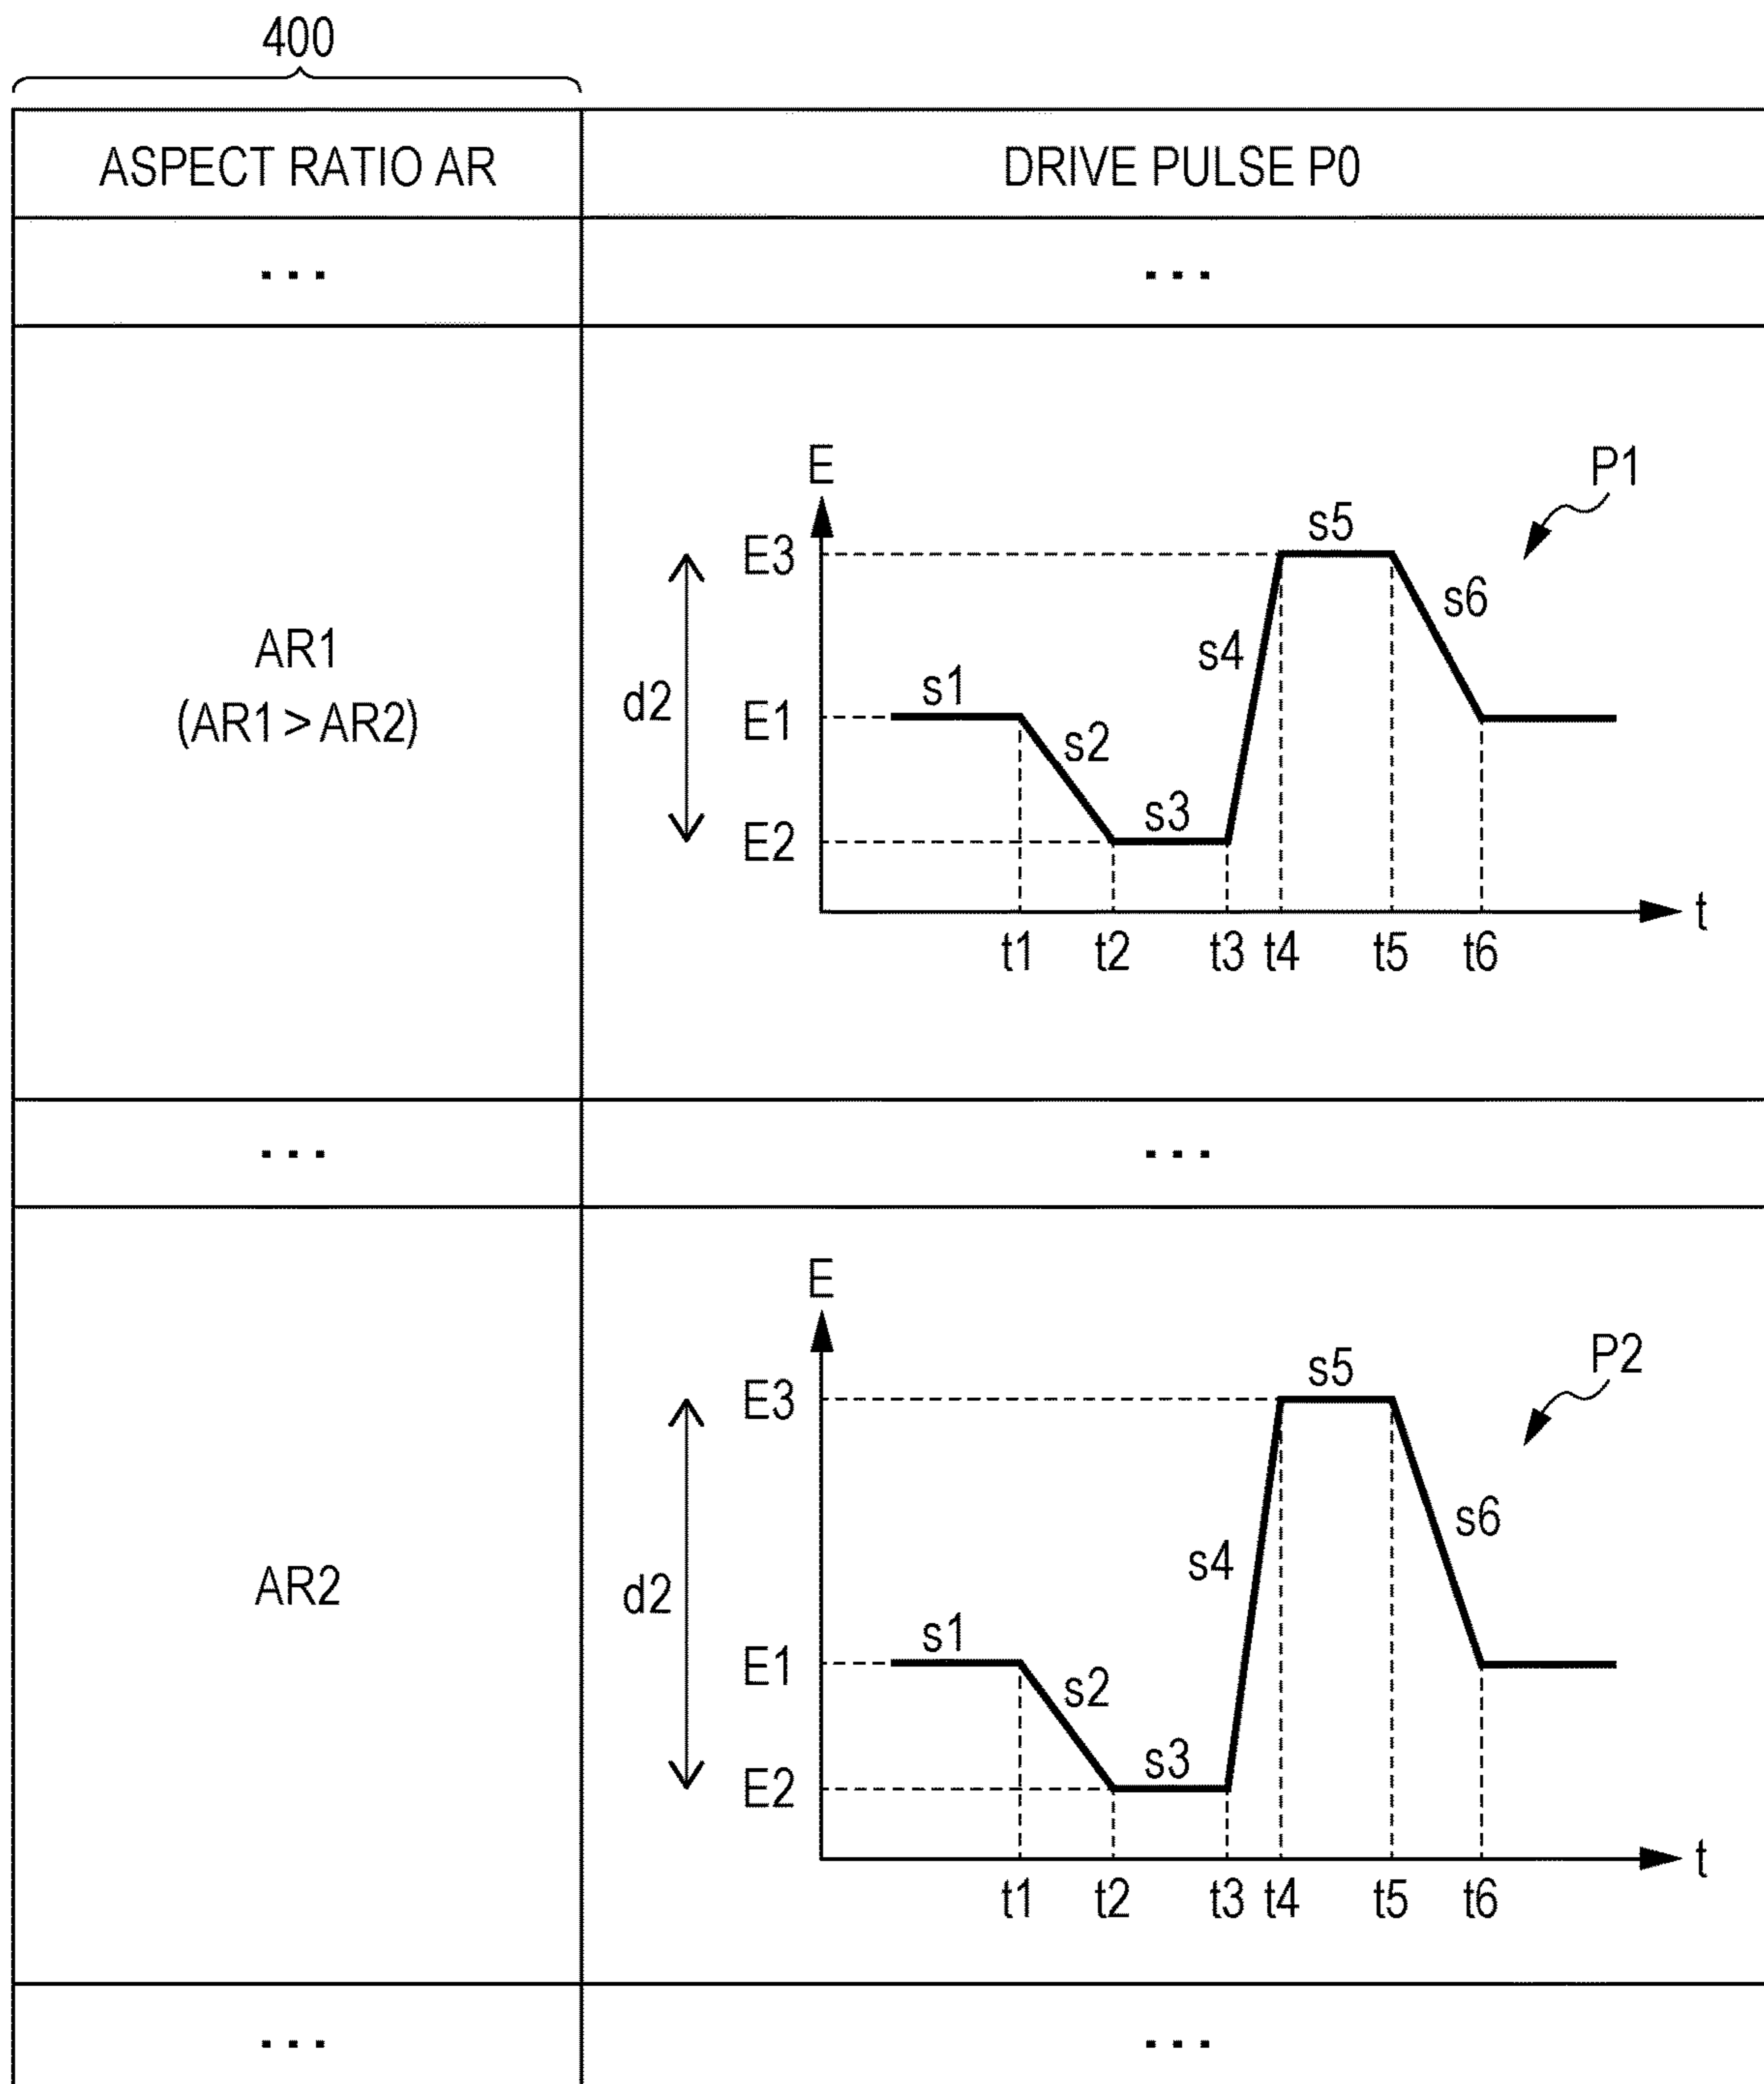 400
ASPECT RATIO AR
DRIVE PULSE P0
...
...
AR1
(AR1 > AR2)
E
P1
s5
E3
s6
s4
s1
d2
E1
s2
s3
E2
t
t1 t2 t3 t4 t5 t6
...
...
AR2
E
P2
s5
E3
s6
s4
d2
s1
E1
s2
s3
E2
t
t1 t2 t3 t4 t5 t6
...
...